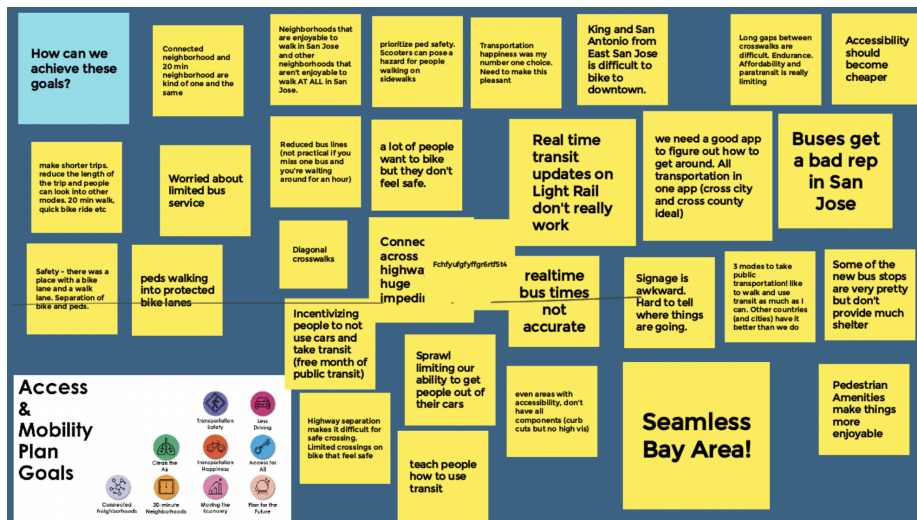 How can we
achieve these
goals?
Connected
neighborhood and
20 min
neighborhood are
kind of one and the
same
Neighborhoods that
are enjoyable to
walk in San Jose
and other
neighborhoods that
aren't enjoyable to
walk AT ALL in San
Jose.
prioritize ped safety.
Scooters can pose a
hazard for people
walking on
sidewalks
Transportation
happiness was my
number one choice.
Need to make this
pleasant
King and San
Antonio from
East San Jose
is difficult to
bike to
downtown.
Long gaps between
crosswalks are
difficult. Endurance.
Affordability and
paratransit is really
limiting
Accessibility
should
become
cheaper
make shorter trips.
reduce the length of
the trip and people
can look into other
modes. 20 min walk,
quick bike ride etc
Worried about
limited bus
service
Reduced bus lines
(not practical if you
miss one bus and
you're waiting
around for an hour)
a lot of people
want to bike
but they don't
feel safe.
Real time
transit
updates on
Light Rail
don't really
work
we need a good app
to figure out how to
get around. All
transportation in
one app (cross city
and cross county
ideal)
Buses get
a bad rep
in San
Jose
Safety - there was a
place with a bike
lane and a walk
lane. Separation of
bike and peds.
peds walking
into protected
bike lanes
Diagonal
crosswalks
across
huge
Fchfyufgfyffgr6rtf5t4
realtime
bus times
not
accurate
Signage is
awkward.
Hard to tell
where things
are going.
3 modes to take
public
transportation! like
to walk and use
transit as much as I
can. Other countries
(and cities) have it
better than we do
Some of the
new bus stops
are very pretty
but don't
provide much
shelter
Incentivizing
people to not
use cars and
take transit
(free month of
public transit)
Sprawl
limiting our
ability to get
people out of
their cars
Highway separation
makes it difficult for
safe crossing.
Limited crossings on
bike that feel safe
even areas with
accessibility, don't
have all
components (curb
cuts but no high vis)
teach people
how to use
transit
Seamless
Bay Area!
Pedestrian
Amenities
make things
more
enjoyable
Access
&
Mobility
Plan
Goals
Transportation
Safety
Less
Driving
Clean the
Air
Transportation
Happiness
Access for
All
Connected
Neighborhoods
20-minute
Neighborhoods
Moving the
Economy
Plan for the
Future